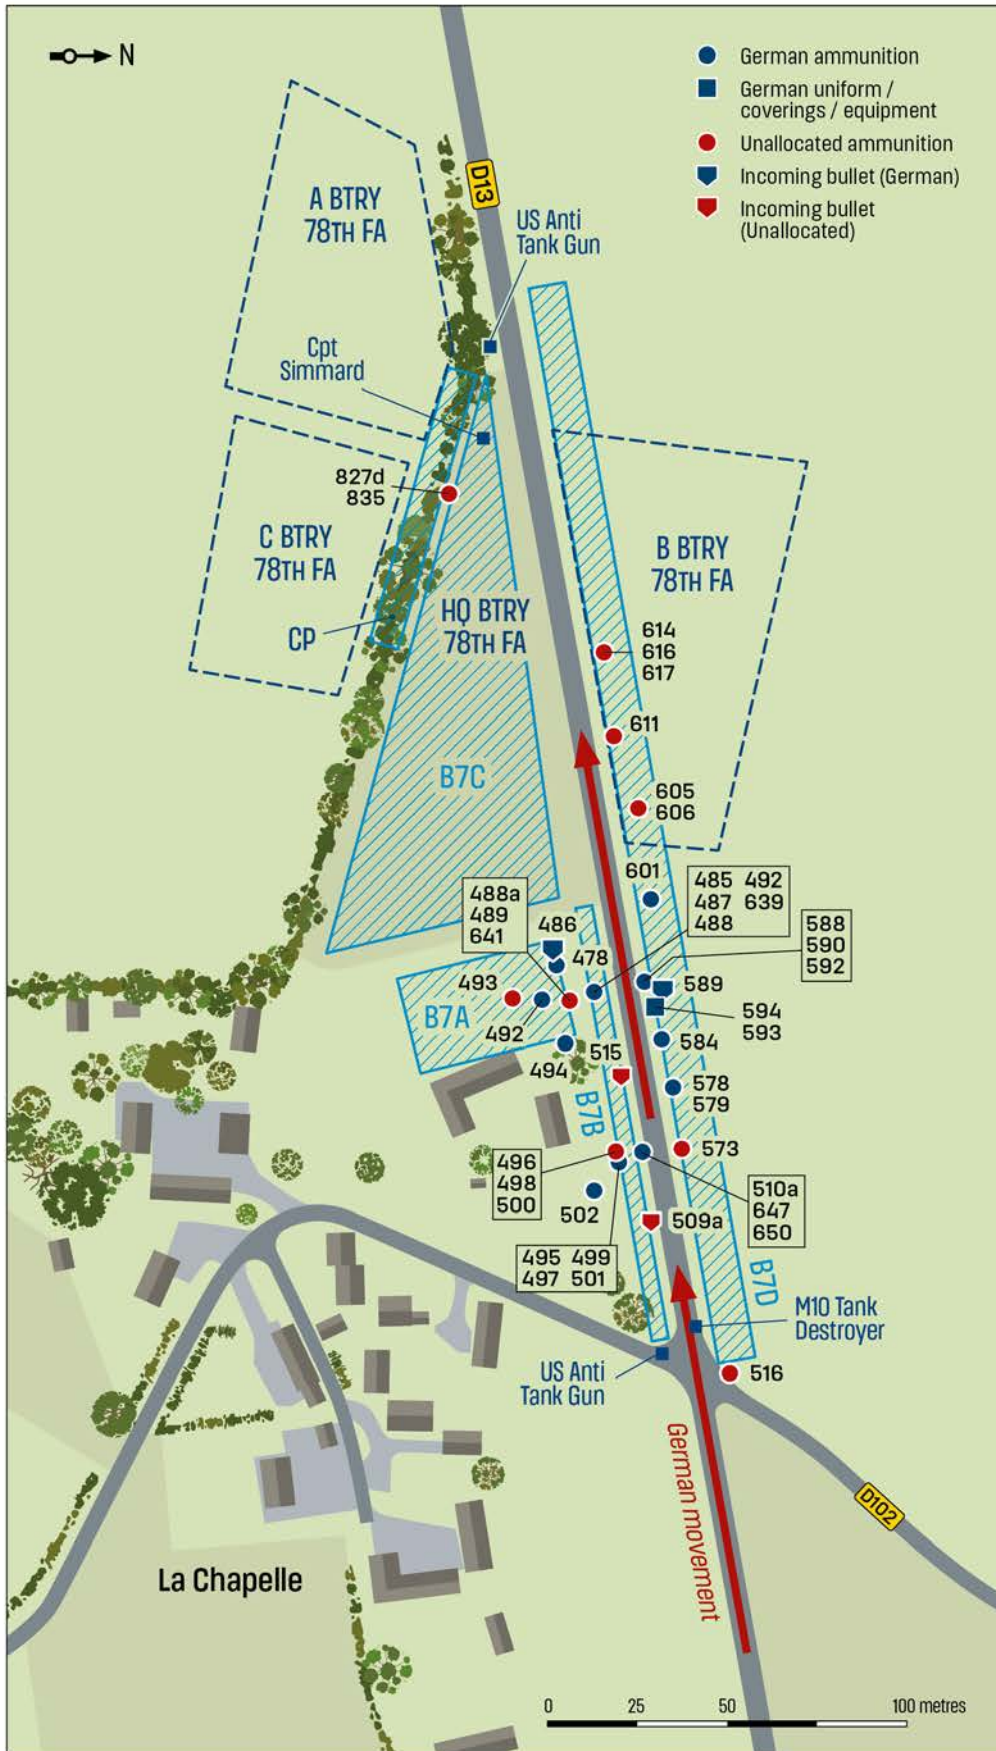 N
German ammunition
German uniform /
coverings / equipment
Unallocated ammunition
Incoming bullet (German)
Incoming bullet
(Unallocated)
D13
A BTRY
78TH FA
US Anti
Tank Gun
Cpt
Simmard
827d
835
C BTRY
78TH FA
CP
HQ BTRY
78TH FA
B BTRY
78TH FA
614
616
617
611
605
606
B7C
601
485 492
487 639
488
588
590
592
488a
489
641
486
478
493
492
B7A
494
515
589
594
593
584
578
579
B7B
573
496
498
500
502
510a
647
650
509a
495 499
497 501
B7D
M10 Tank
Destroyer
US Anti
Tank Gun
516
German movement
D102
La Chapelle
0 25 50 100 metres